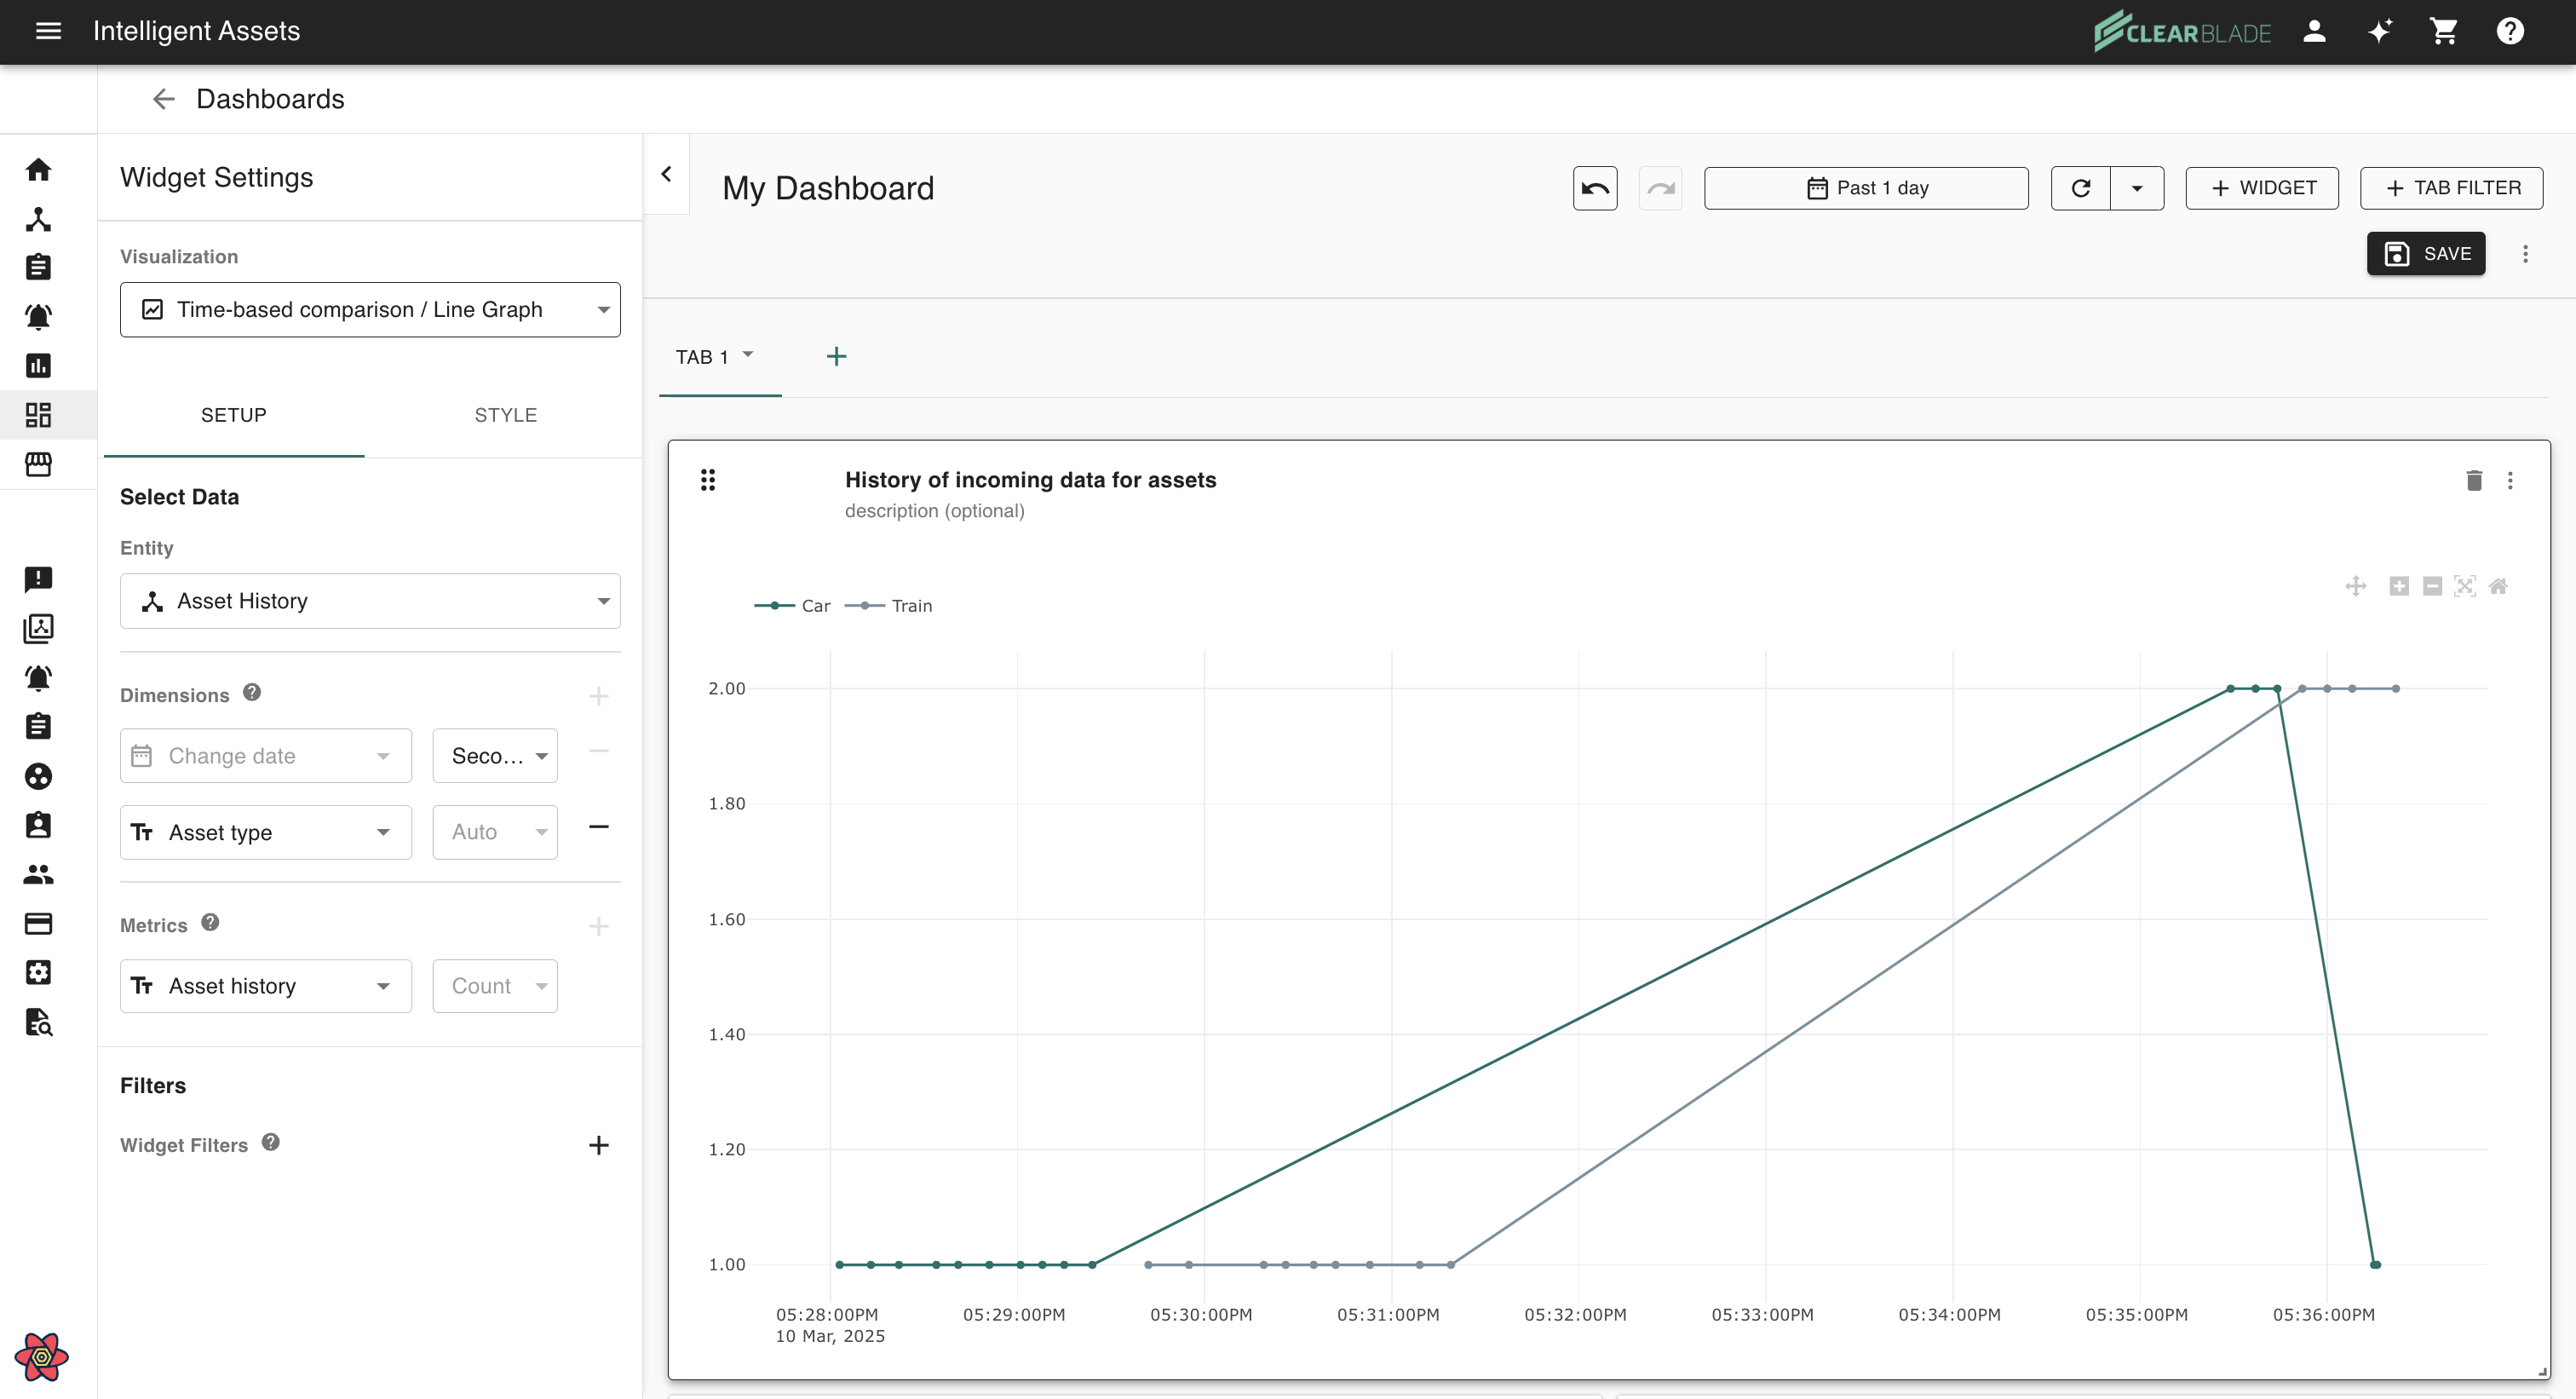 Intelligent Assets
CLEARBLADE
Dashboards
Widget Settings
Visualization
Time-based comparison / Line Graph
SETUP
STYLE
Select Data
Entity
Asset History
Dimensions
Change date
Seco...
Asset type
Auto
Metrics
Asset history
Count
Filters
Widget Filters
My Dashboard
Past 1 day
WIDGET
TAB FILTER
SAVE
TAB 1
History of incoming data for assets
description (optional)
Car
Train
2.00
1.80
1.60
1.40
1.20
1.00
05:28:00PM
10 Mar, 2025
05:29:00PM
05:30:00PM
05:31:00PM
05:32:00PM
05:33:00PM
05:34:00PM
05:35:00PM
05:36:00PM